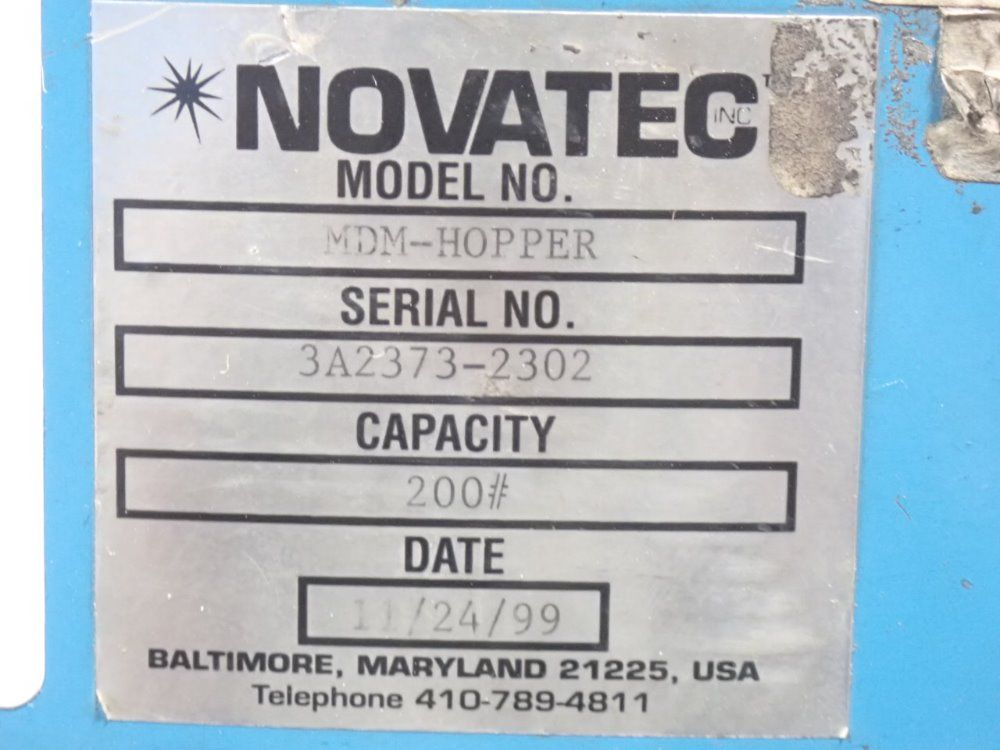 NOVATEC INC
MODEL NO.
MDM-HOPPER
SERIAL NO.
3A2373-2302
CAPACITY
200#
DATE
11/24/99
BALTIMORE, MARYLAND 21225, USA
Telephone 410-789-4811